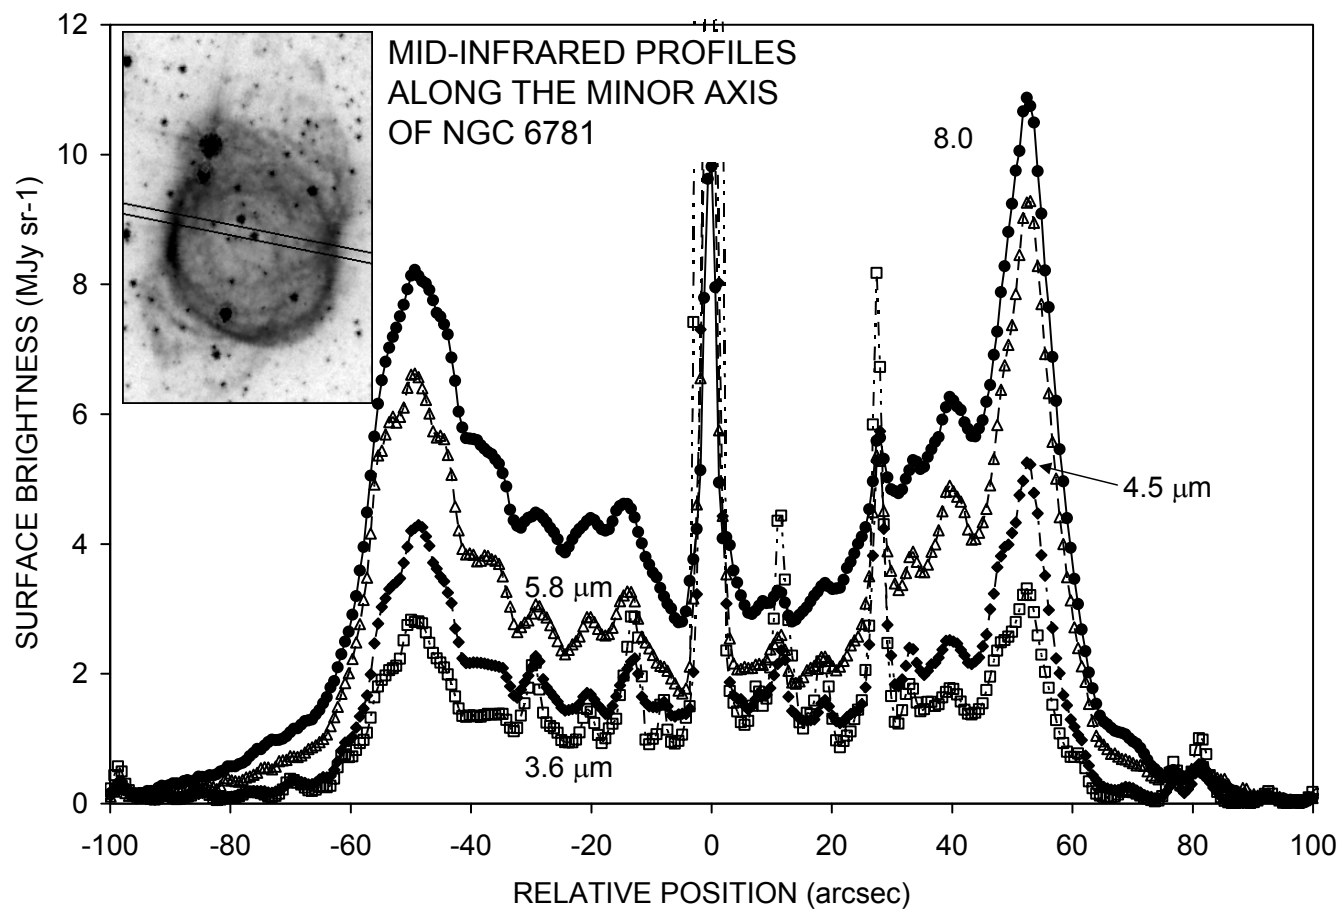 MID-INFRARED PROFILES
ALONG THE MINOR AXIS
OF NGC 6781
12
10
8
6
4
2
0
SURFACE BRIGHTNESS (MJy sr-1)
8.0
4.5 μm
5.8 μm
3.6 μm
-100 -80 -60 -40 -20 0 20 40 60 80 100
RELATIVE POSITION (arcsec)